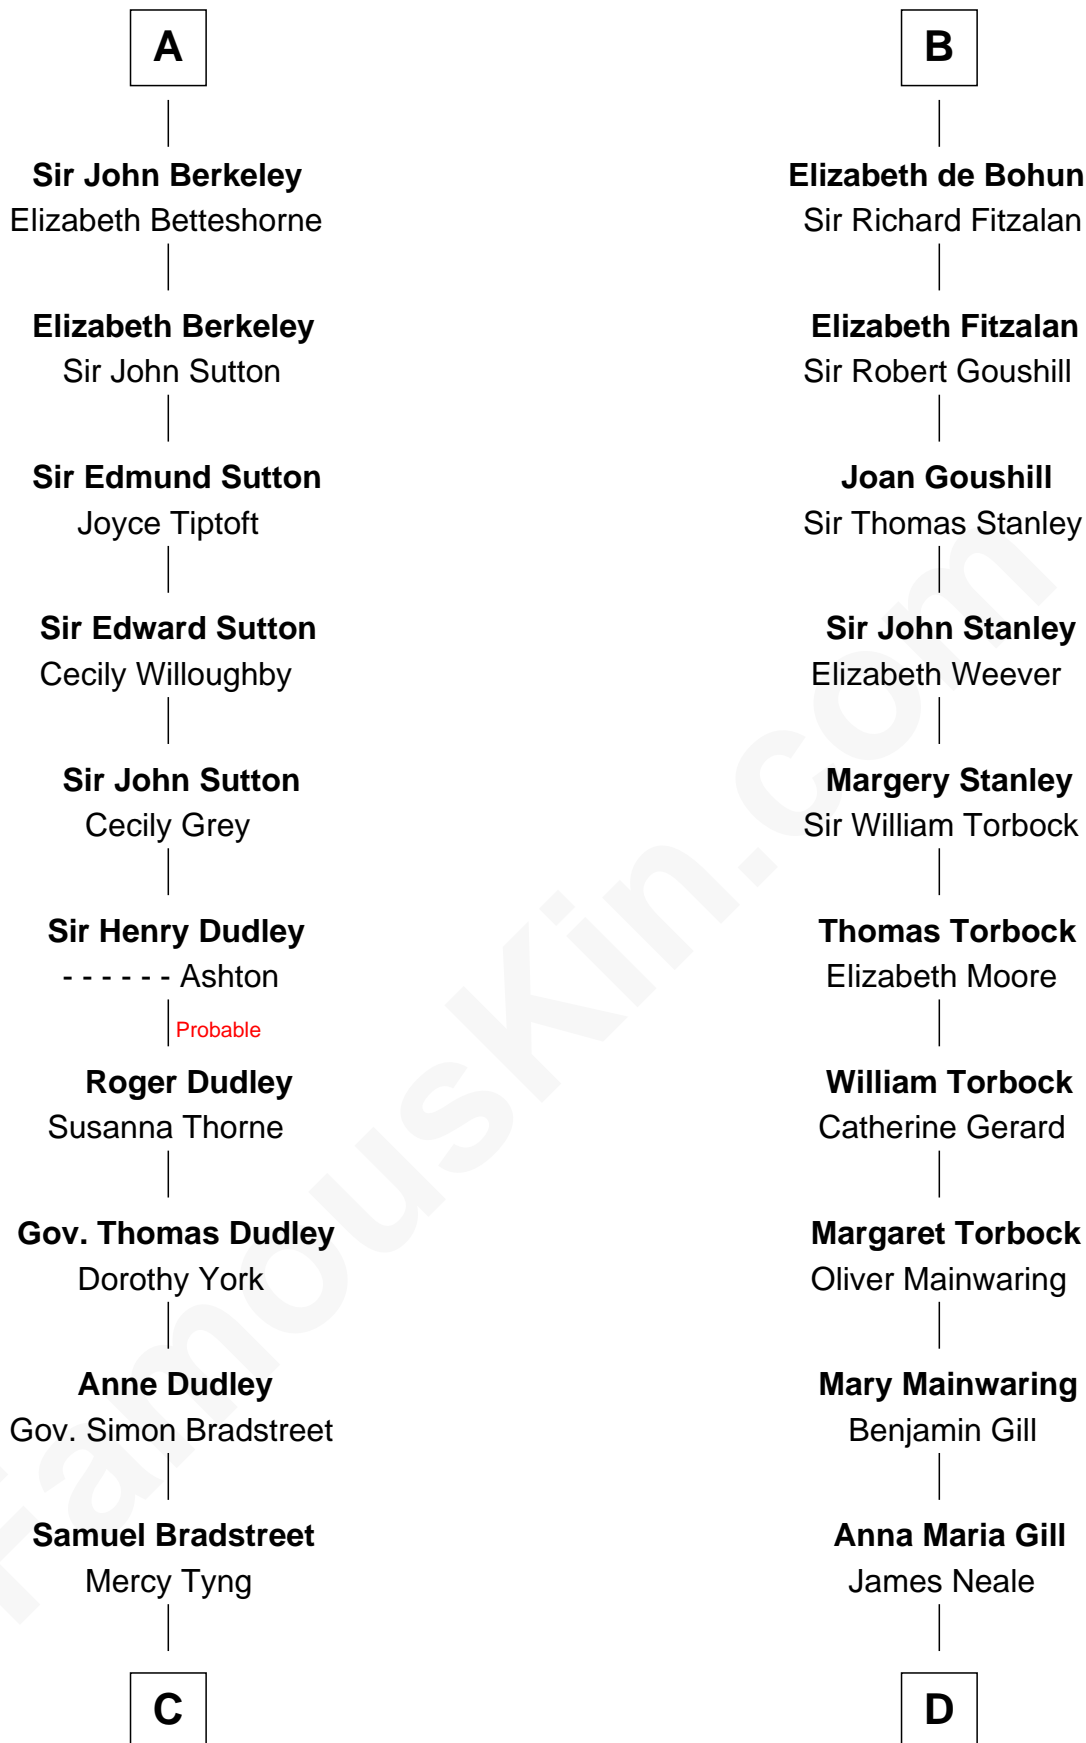 A
Sir John Berkeley
Elizabeth Betteshorne
Elizabeth Berkeley
Sir John Sutton
Sir Edmund Sutton
Joyce Tiptoft
Sir Edward Sutton
Cecily Willoughby
Sir John Sutton
Cecily Grey
Sir Henry Dudley
- - - - - - Ashton
Probable
Roger Dudley
Susanna Thorne
Gov. Thomas Dudley
Dorothy York
Anne Dudley
Gov. Simon Bradstreet
Samuel Bradstreet
Mercy Tyng
C
B
Elizabeth de Bohun
Sir Richard Fitzalan
Elizabeth Fitzalan
Sir Robert Goushill
Joan Goushill
Sir Thomas Stanley
Sir John Stanley
Elizabeth Weever
Margery Stanley
Sir William Torbock
Thomas Torbock
Elizabeth Moore
William Torbock
Catherine Gerard
Margaret Torbock
Oliver Mainwaring
Mary Mainwaring
Benjamin Gill
Anna Maria Gill
James Neale
D
FamousKin.com